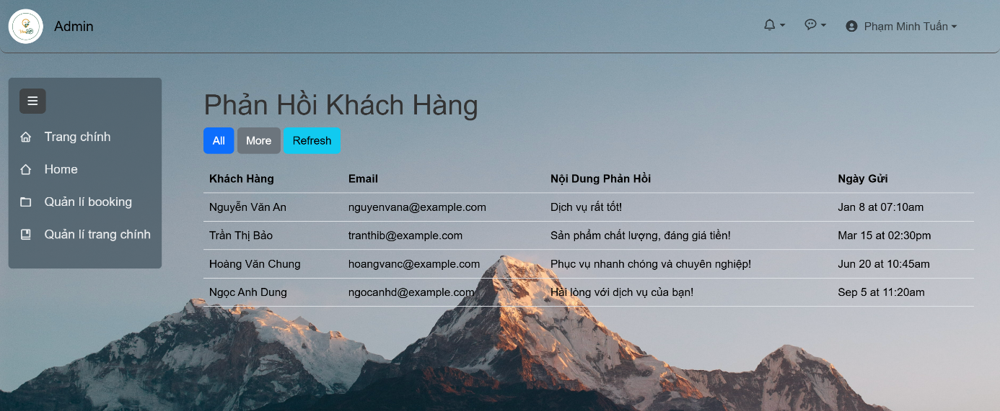 Admin
Phạm Minh Tuấn
Trang chính
Home
Quản lí booking
Quản lí trang chính
Phản Hồi Khách Hàng
All More Refresh
Khách Hàng Email Nội Dung Phản Hồi Ngày Gửi
Nguyễn Văn An nguyenvana@example.com Dịch vụ rất tốt! Jan 8 at 07:10am
Trần Thị Bảo tranthib@example.com Sản phẩm chất lượng, đáng giá tiền! Mar 15 at 02:30pm
Hoàng Văn Chung hoangvanc@example.com Phục vụ nhanh chóng và chuyên nghiệp! Jun 20 at 10:45am
Ngọc Anh Dung ngocanhd@example.com Hài lòng với dịch vụ của bạn! Sep 5 at 11:20am